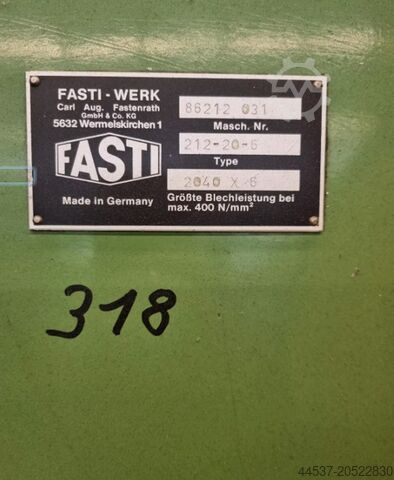 FASTI - WERK
Carl Aug. Fastenrath
GmbH & Co. KG
5632 Wermelskirchen 1
FASTI
Made in Germany
86212 031
Masch. Nr.
212-20-6
Type
2040 X 6
Größte Blechleistung bei
max. 400 N/mm²
318
44537-20522830